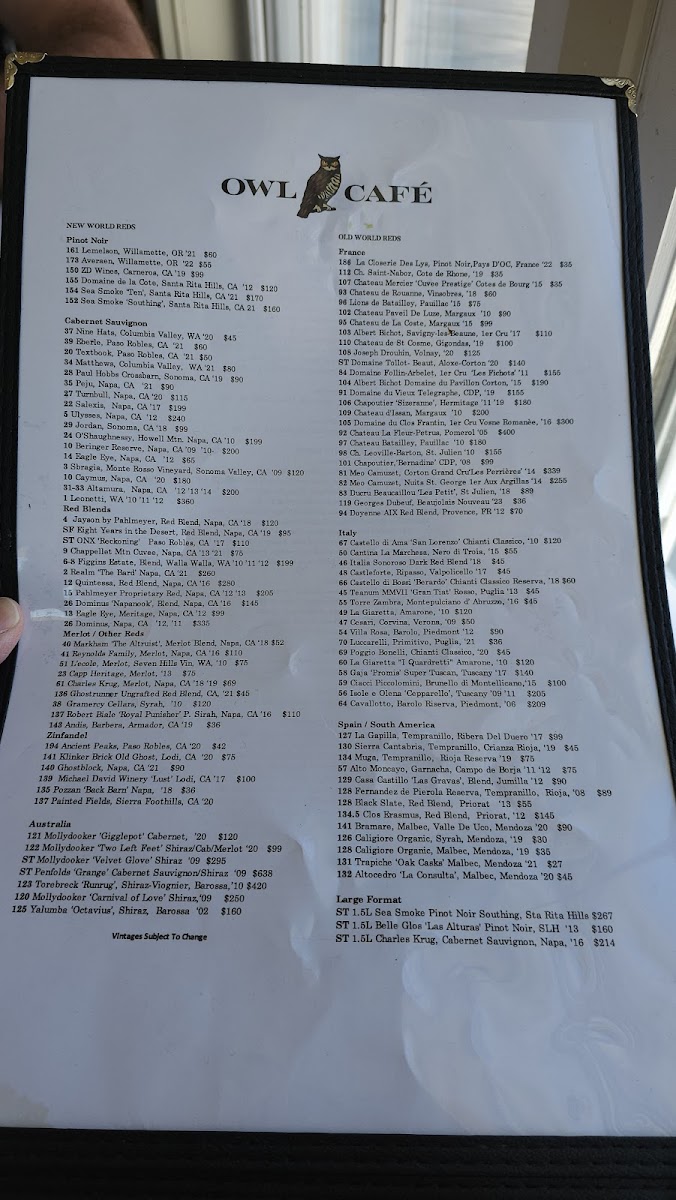 OWL CAFÉ
NEW WORLD REDS
Pinot Noir
161 Lemelson, Willamette, OR '21 $60
173 Averaen, Willamette, OR '22 $55
150 ZD Wines, Carneros, CA '19 $99
155 Domaine de la Cote, Santa Rita Hills, CA '12 $120
154 Sea Smoke 'Ten', Santa Rita Hills, CA '21 $170
152 Sea Smoke 'Southing', Santa Rita Hills, CA 21 $160
Cabernet Sauvignon
37 Nine Hats, Columbia Valley, WA '20 $45
39 Eberle, Paso Robles, CA '21 $60
20 Textbook, Paso Robles, CA '21 $50
34 Matthews, Columbia Valley, WA '21 $80
28 Paul Hobbs Crossbarn, Sonoma, CA '19 $90
35 Peju, Napa, CA '21 $90
27 Turnbull, Napa, CA '20 $115
22 Salexis, Napa, CA '17 $199
5 Ulysses, Napa, CA '12 $240
29 Jordan, Sonoma, CA '18 $99
24 O'Shaughnessy, Howell Mtn, Napa, CA '10 $199
10 Beringer Reserve, Napa, CA '09 '10- $200
14 Eagle Eye, Napa, CA '12 $65
3 Sbragia, Monte Rosso Vineyard, Sonoma Valley, CA '09 $120
10 Caymus, Napa, CA '20 $180
31-33 Altamura, Napa, CA '12 '13 '14 $200
1 Leonetti, WA '10 '11 '12 $360
Red Blends
4 Jayson by Pahlmeyer, Red Blend, Napa, CA '18 $120
SF Eight Years in the Desert, Red Blend, Napa, CA '19 $95
ST ONX 'Reckoning' Paso Robles, CA '17 $110
9 Chappellet Mtn Cuvee, Napa, CA '13 '21 $75
6-8 Figgins Estate, Blend, Walla Walla, WA '10 '11 '12 $199
2 Realm 'The Bard' Napa, CA '21 $260
12 Quintessa, Red Blend, Napa, CA '16 $280
15 Pahlmeyer Proprietary Red, Napa, CA '12 '13 $205
26 Dominus 'Napanook', Blend, Napa, CA '16 $145
13 Eagle Eye, Meritage, Napa, CA '12 $99
26 Dominus, Napa, CA '12, '11 $335
Merlot / Other Reds
40 Markham 'The Altruist', Merlot Blend, Napa, CA '18 $52
41 Reynolds Family, Merlot, Napa, CA '16 $110
51 L'ecole, Merlot, Seven Hills Vin, WA, '10 $75
23 Capp Heritage, Merlot, '13 $75
61 Charles Krug, Merlot, Napa, CA '18 '19 $69
136 Ghostrunner Ungrafted Red Blend, CA, '21 $45
38 Gramercy Cellars, Syrah, '10 $120
137 Robert Biale 'Royal Punisher' P. Sirah, Napa, CA '16 $110
143 Andis, Barbera, Amador, CA '19 $36
Zinfandel
194 Ancient Peaks, Paso Robles, CA '20 $42
141 Klinker Brick Old Ghost, Lodi, CA '20 $75
140 Ghostblock, Napa, CA '21 $90
139 Michael David Winery 'Lust' Lodi, CA '17 $100
135 Pozzan 'Back Barn' Napa, '18 $36
137 Painted Fields, Sierra Foothills, CA '20
Australia
121 Mollydooker 'Gigglepot' Cabernet, '20 $120
122 Mollydooker 'Two Left Feet' Shiraz/Cab/Merlot '20 $99
ST Mollydooker 'Velvet Glove' Shiraz '09 $295
ST Penfolds 'Grange' Cabernet Sauvignon/Shiraz '09 $638
123 Torebreck 'Runrug', Shiraz-Viognier, Barossa,'10 $420
120 Mollydooker 'Carnival of Love' Shiraz,'09 $250
125 Yalumba 'Octavius', Shiraz, Barossa '02 $160
Vintages Subject To Change
OLD WORLD REDS
France
186 La Closerie Des Lys, Pinot Noir,Pays D'OC, France '22 $35
112 Ch. Saint-Nabor, Cote de Rhone, '19 $35
107 Chateau Mercier 'Cuvee Prestige' Cotes de Bourg '15 $35
93 Chateau de Rouanne, Vinsobres, '18 $60
96 Lions de Batailley, Pauillac '15 $75
102 Chateau Paveil De Luze, Margaux '10 $90
95 Chateau de La Coste, Margaux '15 $99
103 Albert Bichot, Savigny-les-Beaune, 1er Cru '17 $110
110 Chateau de St Cosme, Gigondas, '19 $100
108 Joseph Drouhin, Volnay, '20 $125
ST Domaine Tollot- Beaut, Aloxe-Corton '20 $140
84 Domaine Follin-Arbelet, 1er Cru 'Les Fichots' '11 $155
104 Albert Bichot Domaine du Pavillon Corton, '15 $190
91 Domaine du Vieux Telegraphe, CDP, '19 $155
106 Chapoutier 'Sizeranne', Hermitage '11 '19 $180
109 Chateau d'Issan, Margaux '10 $200
105 Domaine du Clos Frantin, 1er Cru Vosne Romanée, '16 $300
92 Chateau La Fleur-Petrus, Pomerol '05 $400
97 Chateau Batailley, Pauillac '10 $180
98 Ch. Leoville-Barton, St. Julien '10 $155
101 Chapoutier,'Bernadine' CDP, '08 $99
81 Meo Camuzet, Corton Grand Cru'Les Perrières' '14 $339
82 Meo Camuzet, Nuits St. George 1er Aux Argillas '14 $255
83 Ducru Beaucaillou 'Les Petit', St Julien, '18 $89
119 Georges Dubeuf, Beaujolais Nouveau '23 $36
94 Doyenne AIX Red Blend, Provence, FR '12 $70
Italy
67 Castello di Ama 'San Lorenzo' Chianti Classico, '10 $120
50 Cantina La Marchesa, Nero di Troia, '15 $55
46 Italia Sonoroso Dark Red Blend '18 $45
48 Castleforte, Ripasso, Valpolicello '17 $45
66 Castello di Bossi 'Berardo' Chianti Classico Reserva, '18 $60
45 Teanum MMVII 'Gran Tiat' Rosso, Puglia '13 $45
55 Torre Zambra, Montepulciano d' Abruzzo, '16 $45
49 La Giaretta, Amarone, '10 $120
47 Cesari, Corvina, Verona, '09 $50
54 Villa Rosa, Barolo, Piedmont '12 $90
70 Luccarelli, Primitivo, Puglia, '21 $36
69 Poggio Bonelli, Chianti Classico, '20 $45
60 La Giaretta "I Quardretti" Amarone, '10 $120
58 Gaja 'Promis' Super Tuscan, Tuscany '17 $140
59 Ciacci Piccolomini, Brunello di Montellicano,'15 $100
56 Isole e Olena 'Cepparello', Tuscany '09 '11 $205
64 Cavallotto, Barolo Riserva, Piedmont, '06 $209
Spain / South America
127 La Gapilla, Tempranillo, Ribera Del Duero '17 $99
130 Sierra Cantabria, Tempranillo, Crianza Rioja, '19 $45
134 Muga, Tempranillo, Rioja Reserva '19 $75
57 Alto Moncayo, Garnacha, Campo de Borja '11 '12 $75
129 Casa Castillo 'Las Gravas', Blend, Jumilla '12 $90
128 Fernandez de Pierola Reserva, Tempranillo, Rioja, '08 $89
128 Black Slate, Red Blend, Priorat '13 $55
134.5 Clos Erasmus, Red Blend, Priorat, '12 $145
141 Bramare, Malbec, Valle De Uco, Mendoza '20 $90
126 Caligiore Organic, Syrah, Mendoza, '19 $30
128 Caligiore Organic, Malbec, Mendoza, '19 $35
131 Trapiche 'Oak Casks' Malbec, Mendoza '21 $27
132 Altocedro 'La Consulta', Malbec, Mendoza '20 $45
Large Format
ST 1.5L Sea Smoke Pinot Noir Southing, Sta Rita Hills $267
ST 1.5L Belle Glos 'Las Alturas' Pinot Noir, SLH '13 $160
ST 1.5L Charles Krug, Cabernet Sauvignon, Napa, '16 $214